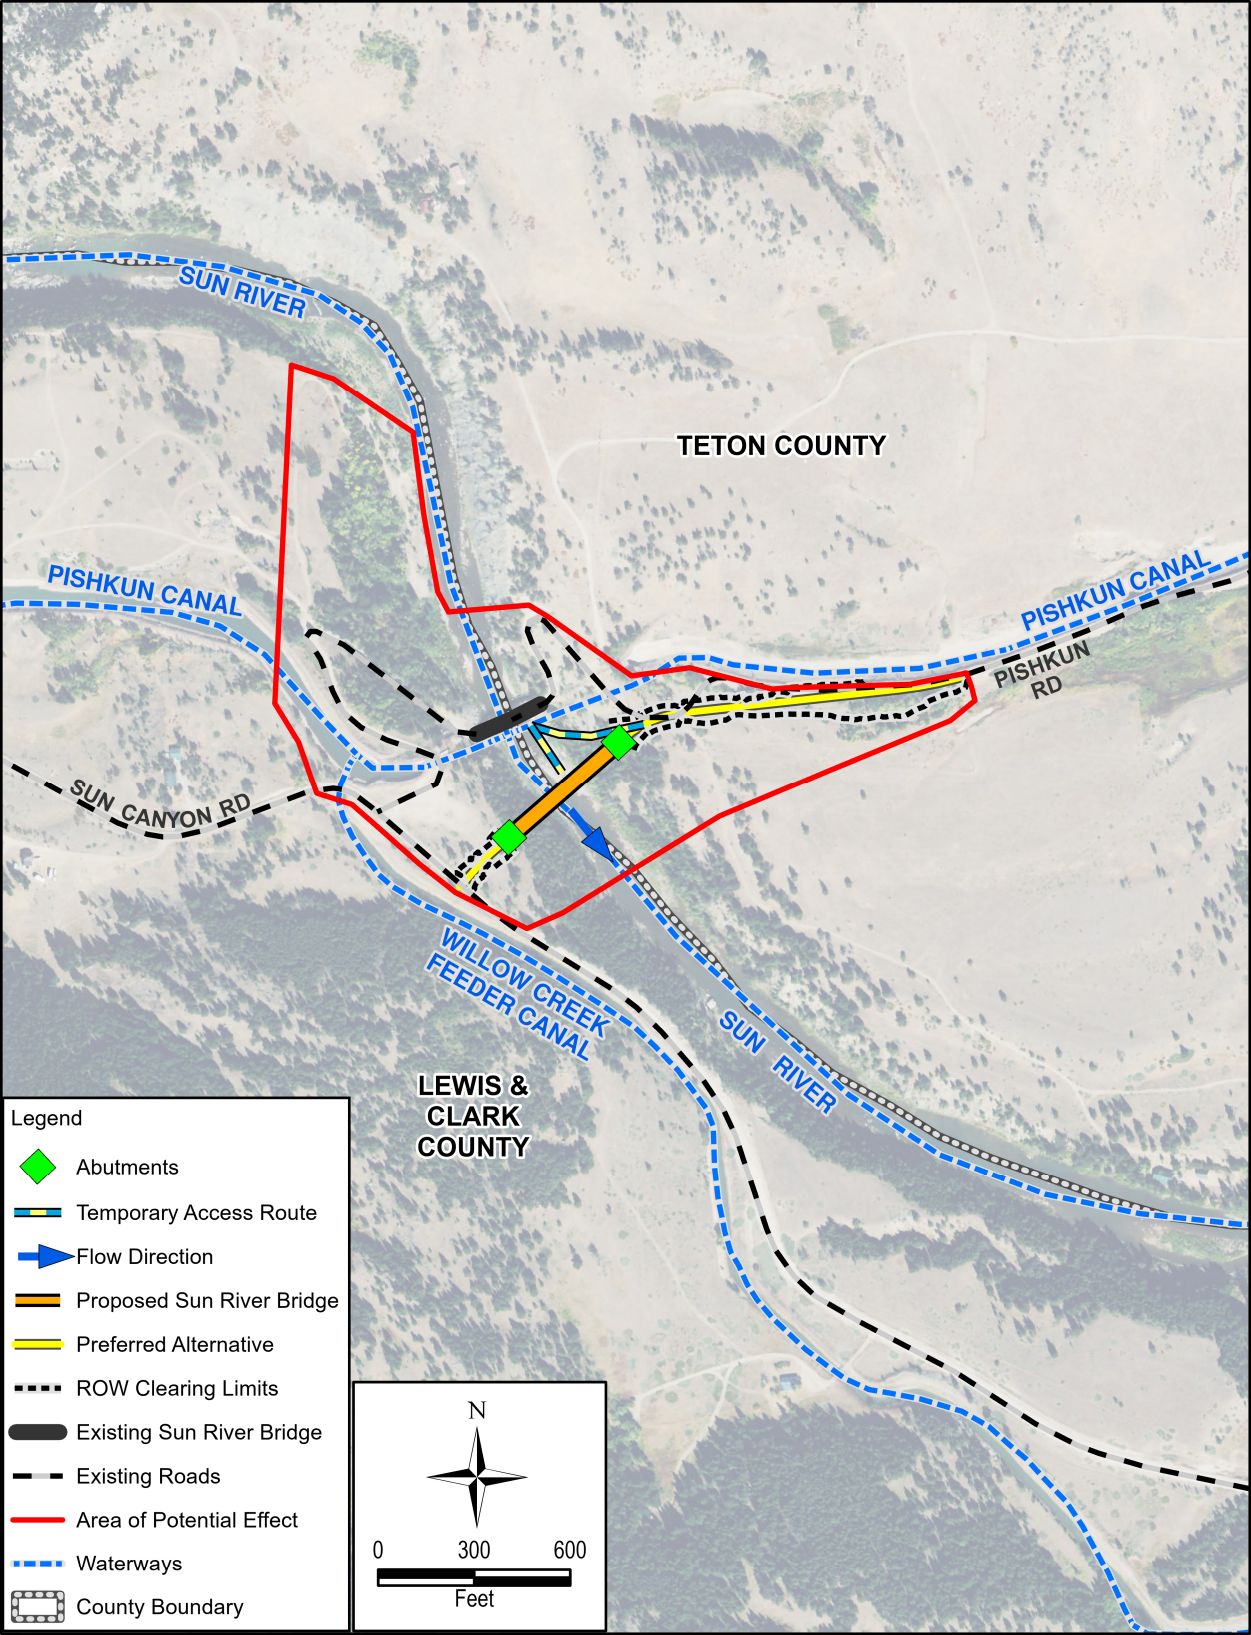 SUN RIVER
TETON COUNTY
PISHKUN CANAL
PISHKUN CANAL
PISHKUN
RD
SUN CANYON RD
WILLOW CREEK
FEEDER CANAL
SUN RIVER
LEWIS &
CLARK
COUNTY
Legend
Abutments
Temporary Access Route
Flow Direction
Proposed Sun River Bridge
Preferred Alternative
ROW Clearing Limits
Existing Sun River Bridge
Existing Roads
Area of Potential Effect
Waterways
County Boundary
N
0 300 600
Feet